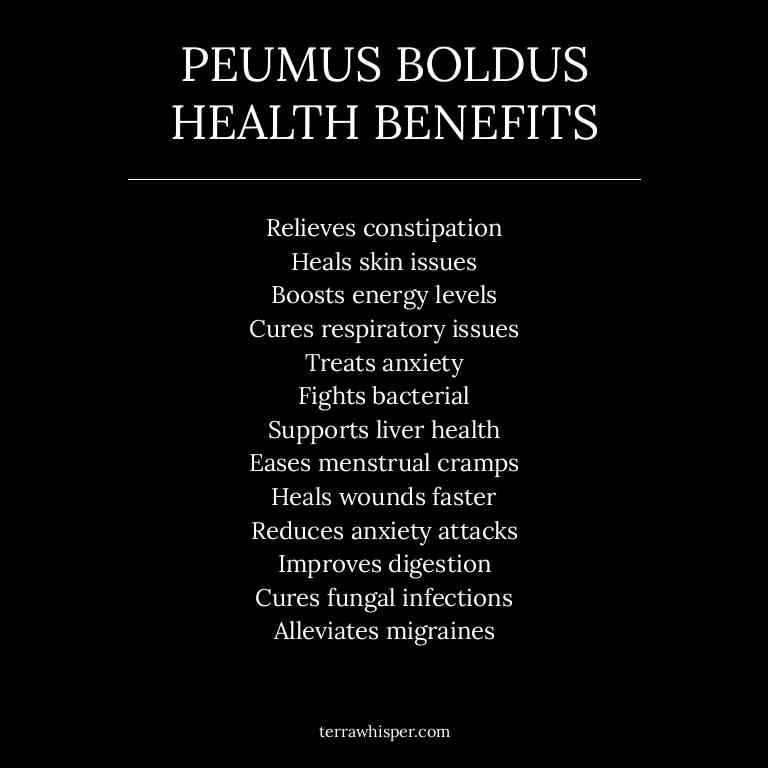 PEUMUS BOLDUS
HEALTH BENEFITS
Relieves constipation
Heals skin issues
Boosts energy levels
Cures respiratory issues
Treats anxiety
Fights bacterial
Supports liver health
Eases menstrual cramps
Heals wounds faster
Reduces anxiety attacks
Improves digestion
Cures fungal infections
Alleviates migraines
terrawhisper.com